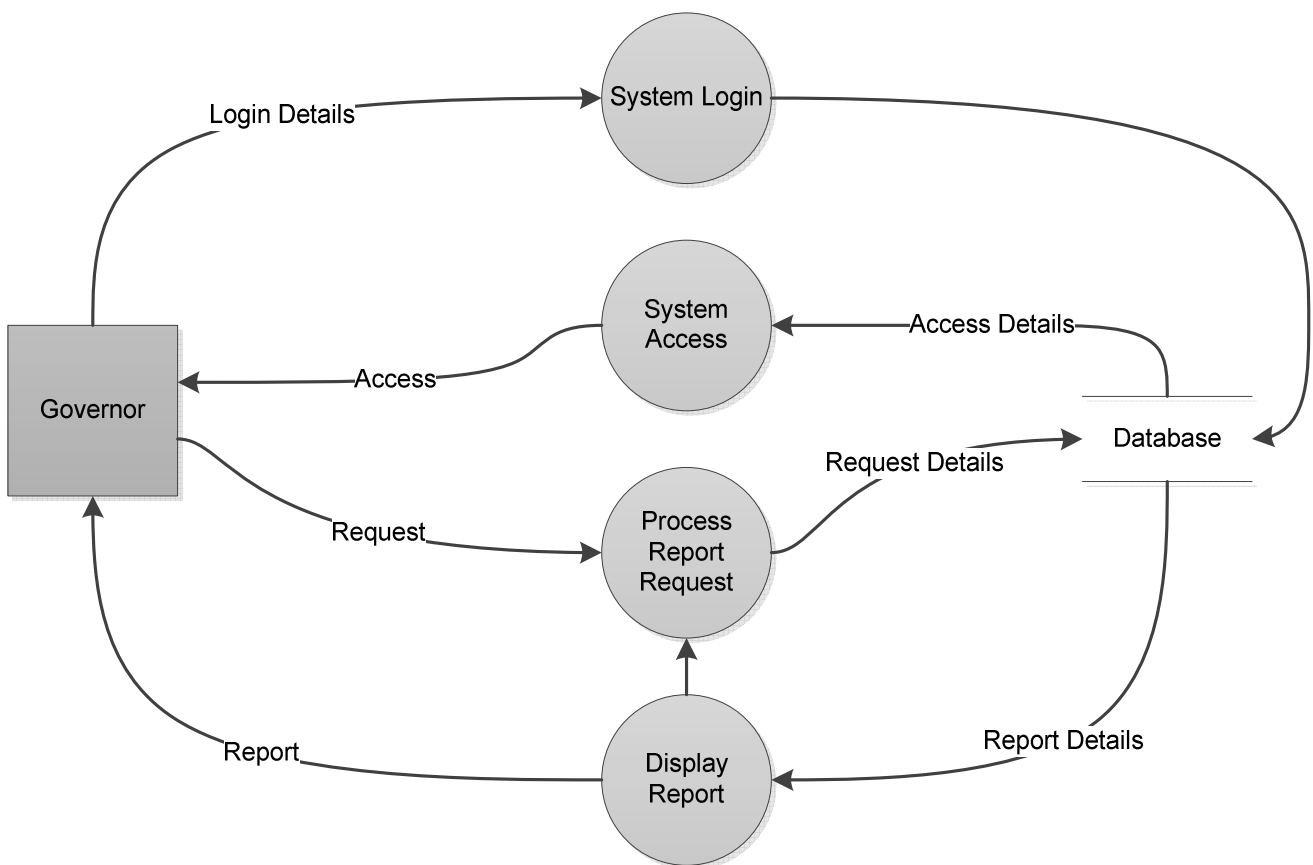 Login Details
System Login
System
Access
Access Details
Access
Governor
Database
Request Details
Request
Process
Report
Request
Report
Display
Report
Report Details